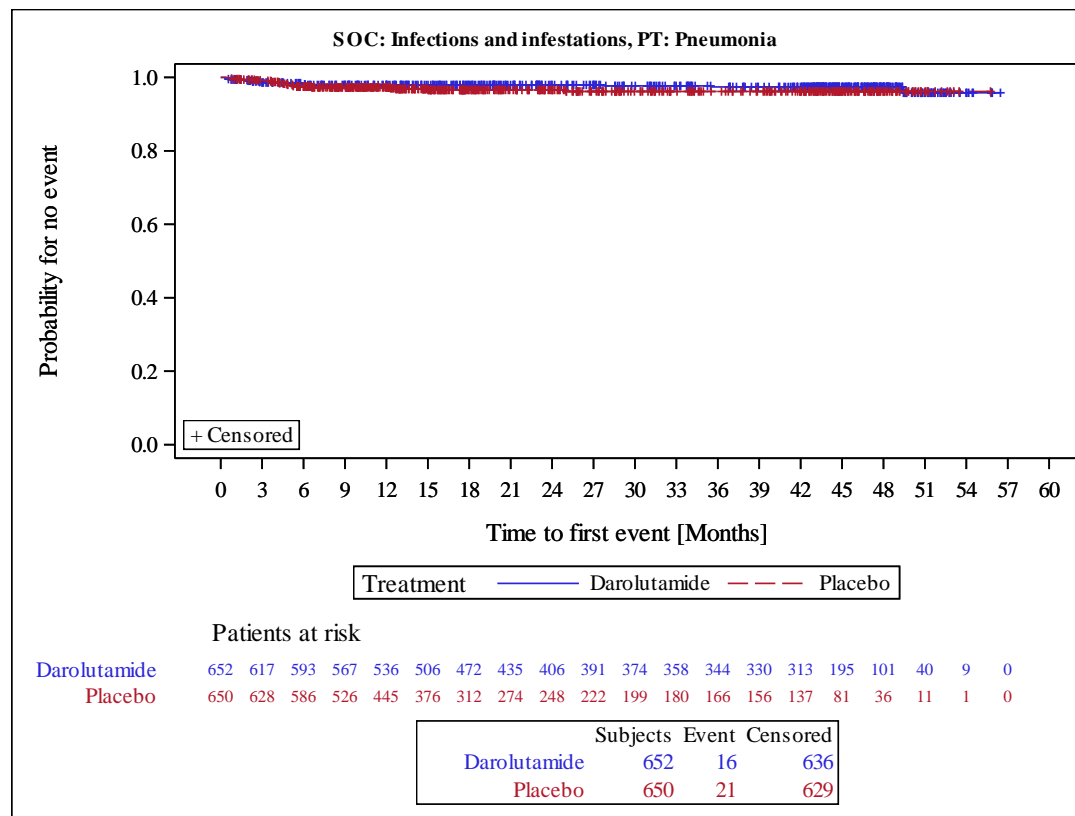 SOC: Infections and infestations, PT: Pneumonia
Probability for no event
1.0
0.8
0.6
0.4
0.2
0.0
+ Censored
0 3 6 9 12 15 18 21 24 27 30 33 36 39 42 45 48 51 54 57 60
Time to first event [Months]
Treatment Darolutamide Placebo
Patients at risk
Darolutamide 652 617 593 567 536 506 472 435 406 391 374 358 344 330 313 195 101 40 9 0
Placebo 650 628 586 526 445 376 312 274 248 222 199 180 166 156 137 81 36 11 1 0
Subjects Event Censored
Darolutamide 652 16 636
Placebo 650 21 629